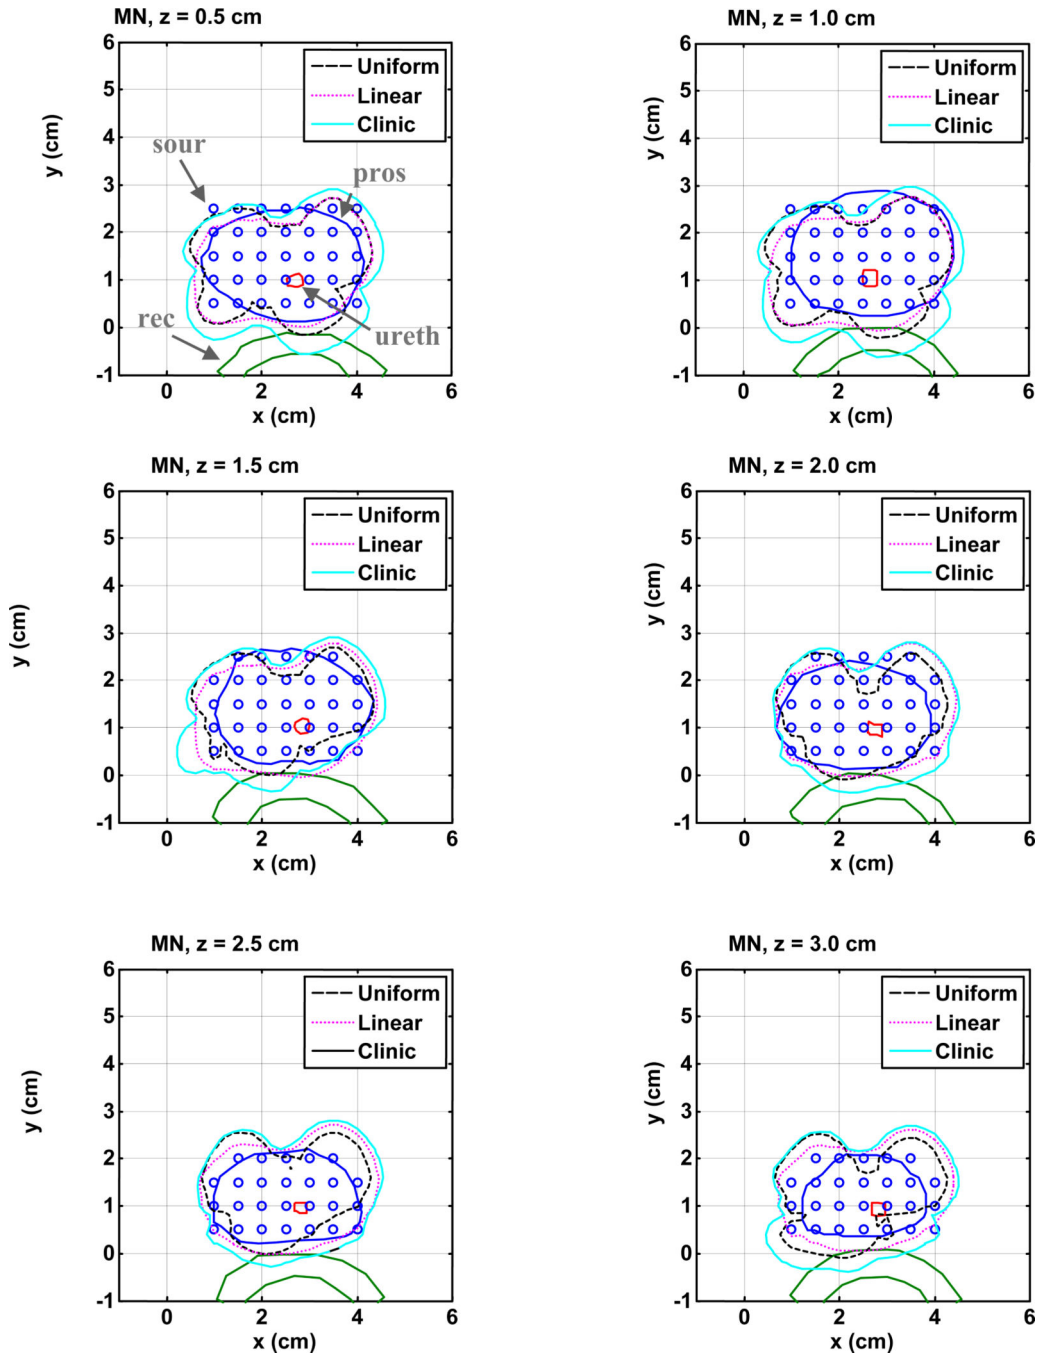 MN, z = 0.5 cm
6
5
4
3
2
1
0
-1
y (cm)
Uniform
Linear
Clinic
sour
pros
rec
ureth
0
2
4
6
x (cm)
MN, z = 1.0 cm
6
5
4
3
2
1
0
-1
y (cm)
Uniform
Linear
Clinic
0
2
4
6
x (cm)
MN, z = 1.5 cm
6
5
4
3
2
1
0
-1
y (cm)
Uniform
Linear
Clinic
0
2
4
6
x (cm)
MN, z = 2.0 cm
6
5
4
3
2
1
0
-1
y (cm)
Uniform
Linear
Clinic
0
2
4
6
x (cm)
MN, z = 2.5 cm
6
5
4
3
2
1
0
-1
y (cm)
Uniform
Linear
Clinic
0
2
4
6
x (cm)
MN, z = 3.0 cm
6
5
4
3
2
1
0
-1
y (cm)
Uniform
Linear
Clinic
0
2
4
6
x (cm)